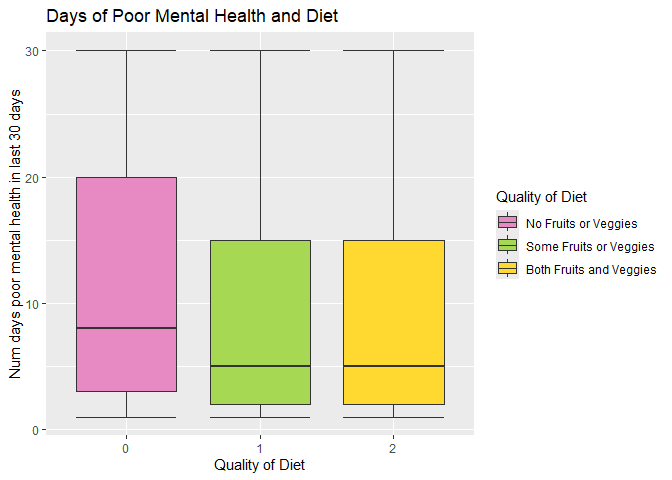 Days of Poor Mental Health and Diet
Num days poor mental health in last 30 days
30
20
10
0
0
1
2
Quality of Diet
Quality of Diet
No Fruits or Veggies
Some Fruits or Veggies
Both Fruits and Veggies